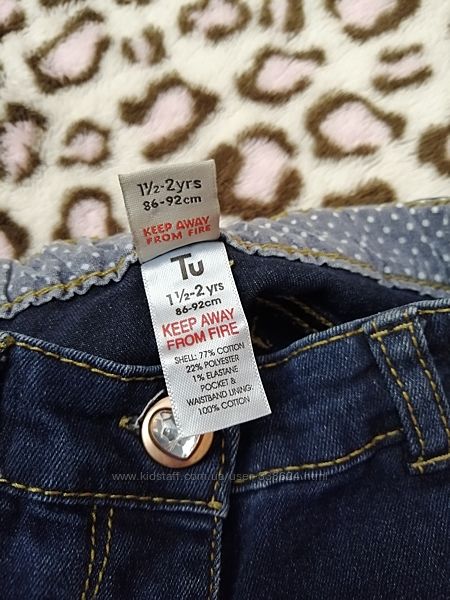 1½-2yrs
86-92cm
KEEP AWAY
FROM FIRE
Tu
1½-2yrs
86-92cm
KEEP AWAY
FROM FIRE
SHELL: 77% COTTON
22% POLYESTER
1% ELASTANE
POCKET &
WAISTBAND LINING:
100% COTTON